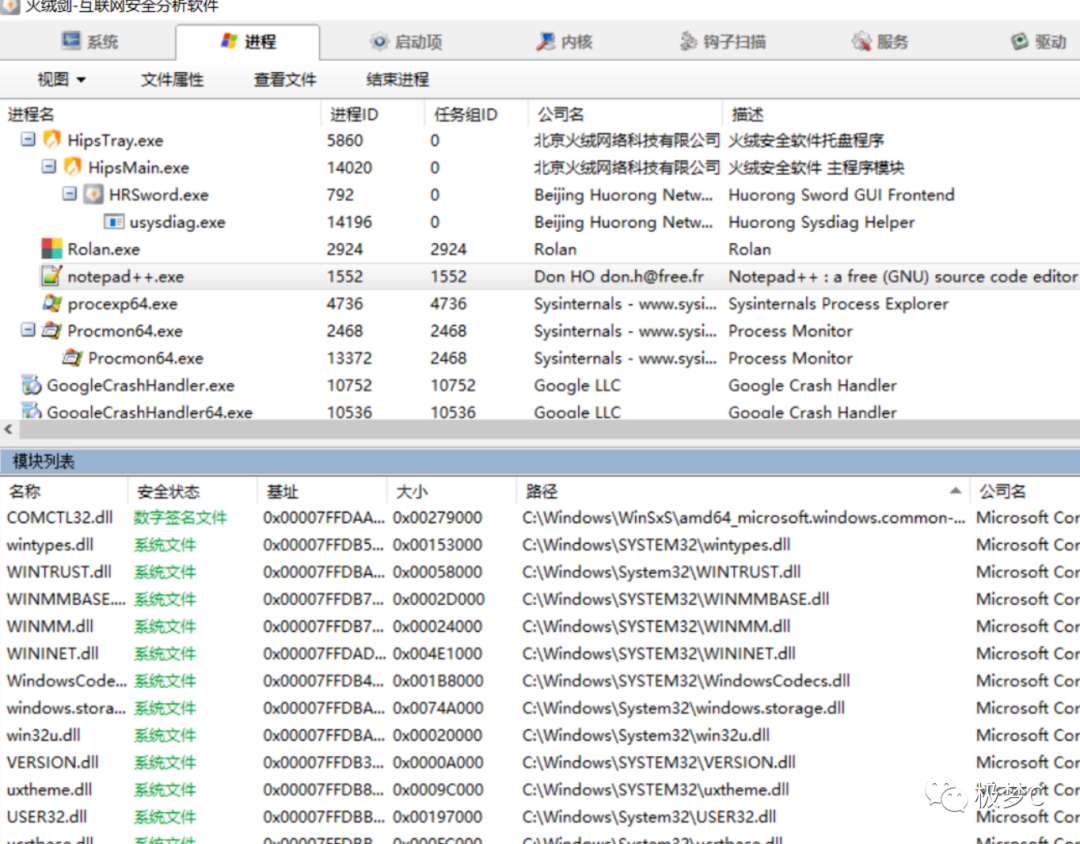 火绒剑-互联网安全分析软件
系统 进程 启动项 内核 钩子扫描 服务 驱动
视图 文件属性 查看文件 结束进程
进程名 进程ID 任务组ID 公司名 描述
HipsTray.exe 5860 0 北京火绒网络科技有限公司 火绒安全软件托盘程序
HipsMain.exe 14020 0 北京火绒网络科技有限公司 火绒安全软件 主程序模块
HRSword.exe 792 0 Beijing Huorong Netw... Huorong Sword GUI Frontend
usysdiag.exe 14196 0 Beijing Huorong Netw... Huorong Sysdiag Helper
Rolan.exe 2924 2924 Rolan Rolan
notepad++.exe 1552 1552 Don HO don.h@free.fr Notepad++ : a free (GNU) source code editor
procexp64.exe 4736 4736 Sysinternals - www.sysi... Sysinternals Process Explorer
Procmon64.exe 2468 2468 Sysinternals - www.sysi... Process Monitor
Procmon64.exe 13372 2468 Sysinternals - www.sysi... Process Monitor
GoogleCrashHandler.exe 10752 10752 Google LLC Google Crash Handler
GoogleCrashHandler64.exe 10536 10536 Google LLC Google Crash Handler
模块列表
名称 安全状态 基址 大小 路径 公司名
COMCTL32.dll 数字签名文件 0x00007FFDAA... 0x00279000 C:\Windows\WinSxS\amd64_microsoft.windows.common-... Microsoft Cor
wintypes.dll 系统文件 0x00007FFDB5... 0x00153000 C:\Windows\SYSTEM32\wintypes.dll Microsoft Cor
WINTRUST.dll 系统文件 0x00007FFDBA... 0x00058000 C:\Windows\System32\WINTRUST.dll Microsoft Cor
WINMMBASE.... 系统文件 0x00007FFDB7... 0x0002D000 C:\Windows\SYSTEM32\WINMMBASE.dll Microsoft Cor
WINMM.dll 系统文件 0x00007FFDB7... 0x00024000 C:\Windows\SYSTEM32\WINMM.dll Microsoft Cor
WININET.dll 系统文件 0x00007FFDAD... 0x004E1000 C:\Windows\SYSTEM32\WININET.dll Microsoft Cor
WindowsCode... 系统文件 0x00007FFDB4... 0x001B8000 C:\Windows\SYSTEM32\WindowsCodecs.dll Microsoft Cor
windows.stora... 系统文件 0x00007FFDBA... 0x0074A000 C:\Windows\System32\windows.storage.dll Microsoft Cor
win32u.dll 系统文件 0x00007FFDBA... 0x00020000 C:\Windows\System32\win32u.dll Microsoft Cor
VERSION.dll 系统文件 0x00007FFDB3... 0x0000A000 C:\Windows\SYSTEM32\VERSION.dll Microsoft Cor
uxtheme.dll 系统文件 0x00007FFDB8... 0x0009C000 C:\Windows\SYSTEM32\uxtheme.dll Microsoft Cor
极梦C
USER32.dll 系统文件 0x00007FFDBB... 0x00197000 C:\Windows\System32\USER32.dll Microsoft Cor